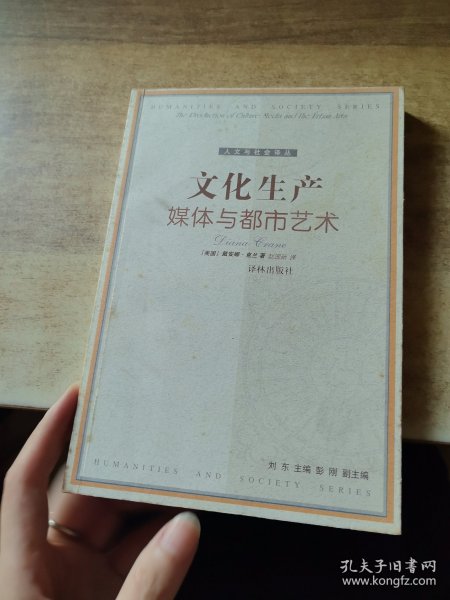 HUMANITIES AND SOCIETY SERIES
The Production of Culture: Media and the Urban Arts
人文与社会译丛
文化生产
媒体与都市艺术
Diana Crane
[美国] 戴安娜·克兰 著 赵国新 译
译林出版社
刘东 主编 彭刚 副主编
HUMANITIES AND SOCIETY SERIES
孔夫子旧书网
www.kongfz.com